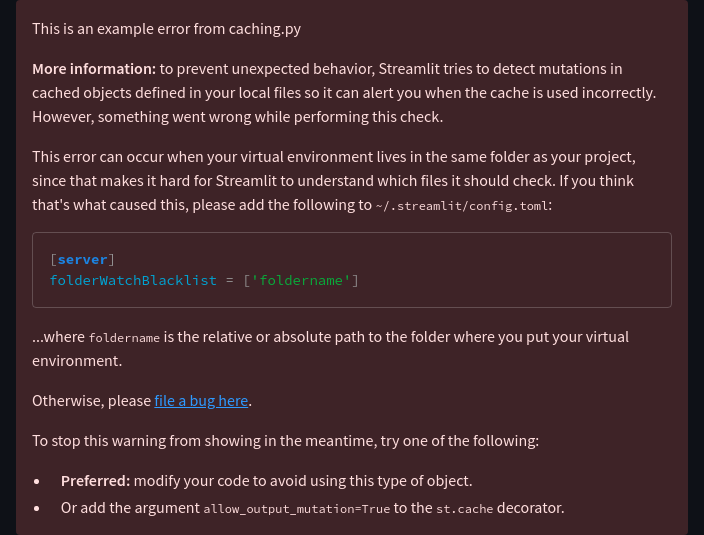 This is an example error from caching.py
More information: to prevent unexpected behavior, Streamlit tries to detect mutations in
cached objects defined in your local files so it can alert you when the cache is used incorrectly.
However, something went wrong while performing this check.
This error can occur when your virtual environment lives in the same folder as your project,
since that makes it hard for Streamlit to understand which files it should check. If you think
that's what caused this, please add the following to ~/.streamlit/config.toml:
[server]
folderWatchBlacklist = ['foldername']
...where foldername is the relative or absolute path to the folder where you put your virtual
environment.
Otherwise, please file a bug here.
To stop this warning from showing in the meantime, try one of the following:
• Preferred: modify your code to avoid using this type of object.
• Or add the argument allow_output_mutation=True to the st.cache decorator.